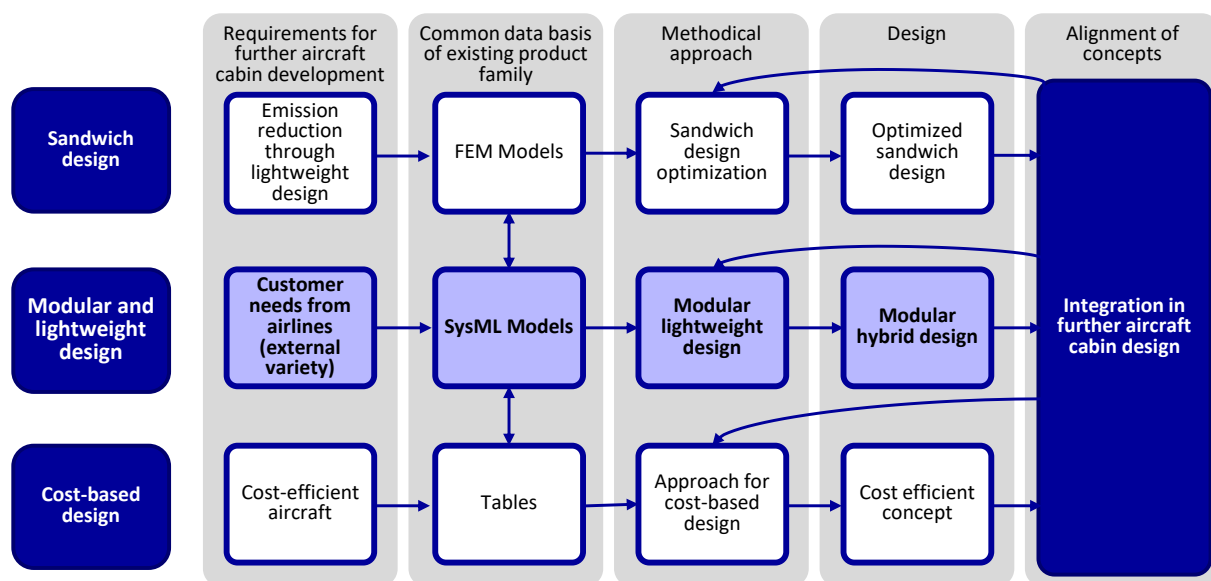 Requirements for
further aircraft
cabin development
Common data basis
of existing product
family
Methodical
approach
Design
Alignment of
concepts
Sandwich
design
Emission
reduction
through
lightweight
design
FEM Models
Sandwich
design
optimization
Optimized
sandwich
design
Modular and
lightweight
design
Customer
needs from
airlines
(external
variety)
SysML Models
Modular
lightweight
design
Modular
hybrid design
Integration in
further aircraft
cabin design
Cost-based
design
Cost-efficient
aircraft
Tables
Approach for
cost-based
design
Cost efficient
concept